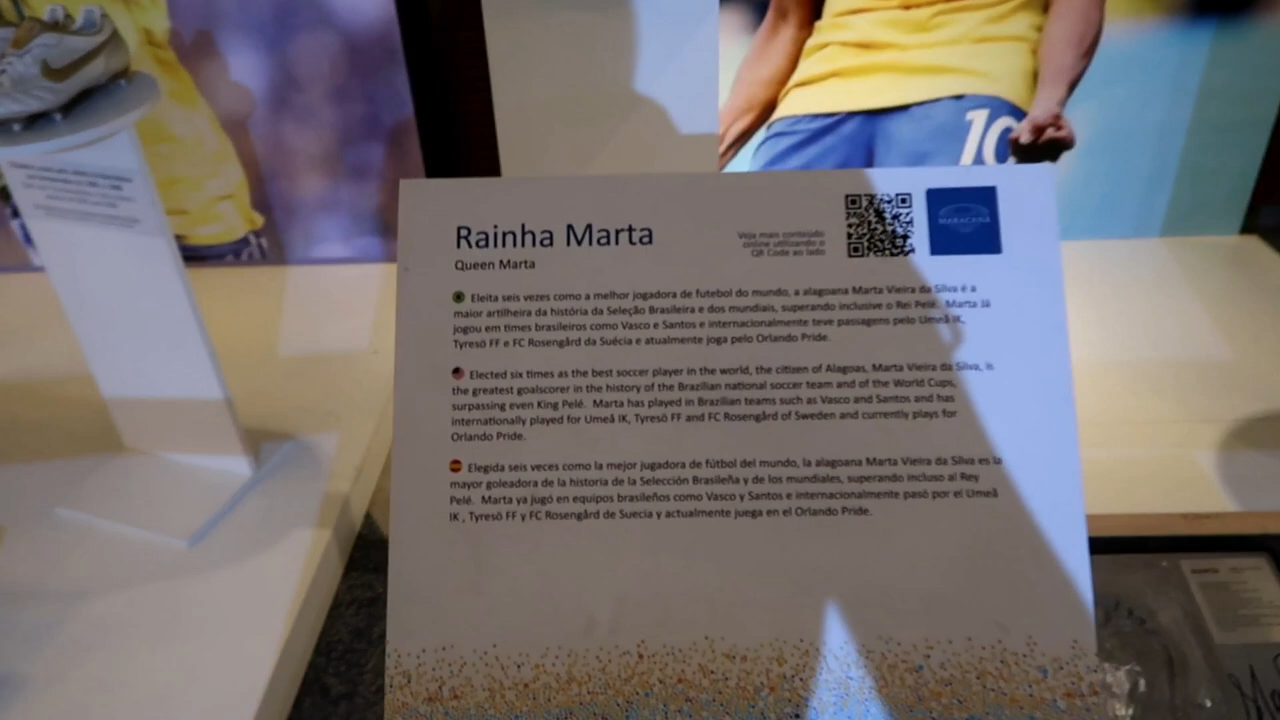 10
Rainha Marta
Queen Marta
Veja mais conteúdo
online utilizando o
QR Code ao lado
MARACANÃ
Eleita seis vezes como a melhor jogadora de futebol do mundo, a alagoana Marta Vieira da Silva é a
maior artilheira da história da Seleção Brasileira e dos mundiais, superando inclusive o Rei Pelé. Marta Já
jogou em times brasileiros como Vasco e Santos e internacionalmente teve passagens pelo Umeå IK,
Tyresö FF e FC Rosengård da Suécia e atualmente joga pelo Orlando Pride.
Elected six times as the best soccer player in the world, the citizen of Alagoas, Marta Vieira da Silva, is
the greatest goalscorer in the history of the Brazilian national soccer team and of the World Cups,
surpassing even King Pelé. Marta has played in Brazilian teams such as Vasco and Santos and has
internationally played for Umeå IK, Tyresö FF and FC Rosengård of Sweden and currently plays for
Orlando Pride.
Elegida seis veces como la mejor jugadora de fútbol del mundo, la alagoana Marta Vieira da Silva es la
mayor goleadora de la historia de la Selección Brasileña y de los mundiales, superando incluso al Rey
Pelé. Marta ya jugó en equipos brasileños como Vasco y Santos e internacionalmente pasó por el Umeå
IK , Tyresö FF y FC Rosengård de Suecia y actualmente juega en el Orlando Pride.